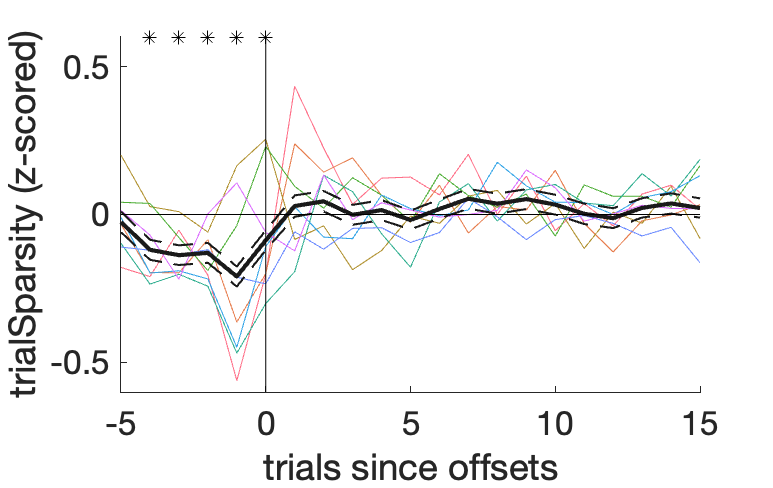 * * * * *
trialSparsity (z-scored)
0.5
0
-0.5
-5 0 5 10 15
trials since offsets